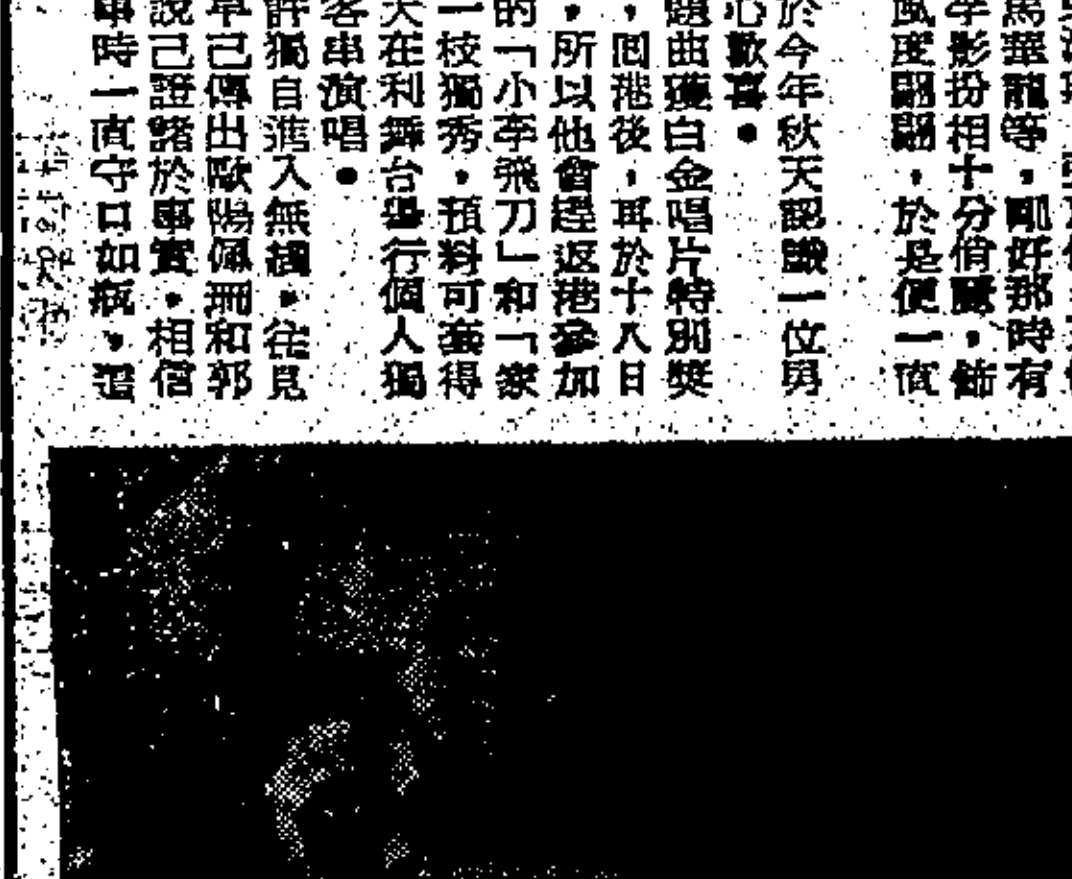 馬華龍等，剛好那時有
李影扮相十分俏麗，飾
風度翩翩，於是便一直
於今年秋天認識一位男
心歡喜●
題曲獲白金唱片特別獎
，回港後，再於十八日
，所以他會趕返港參加
的「小李飛刀」和「家
一枝獨秀，預料可奪得
天在利舞台舉行個人獨
客串演唱●
許獨自進入無綫，往見
早已傳出歐陽佩珊和郭
說已證諸於事實，相信
事時一直守口如瓶，這